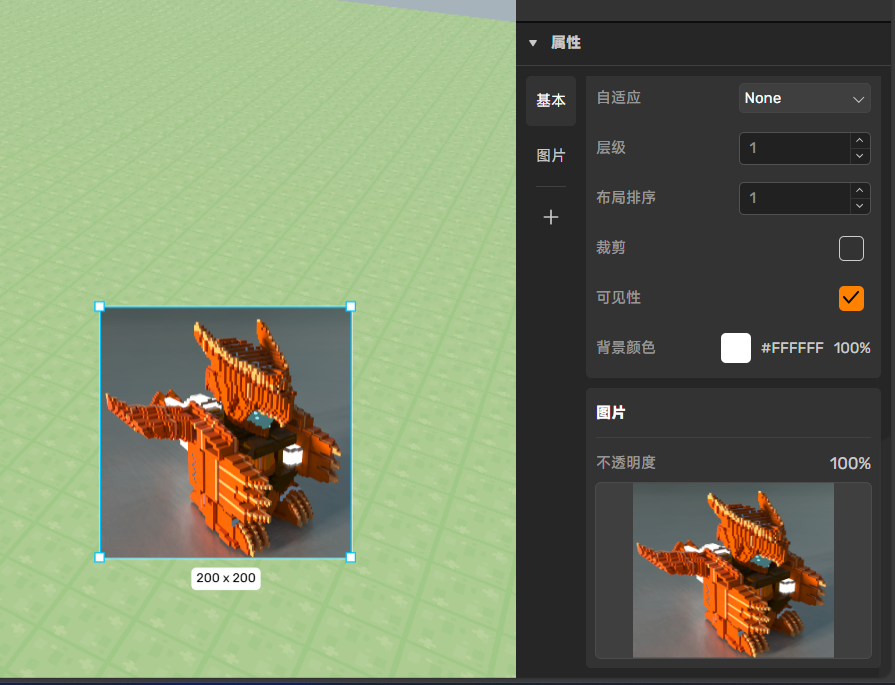 属性
基本
自适应
None
图片
层级
1
布局排序
1
裁剪
可见性
背景颜色
#FFFFFF 100%
图片
不透明度
100%
200 x 200